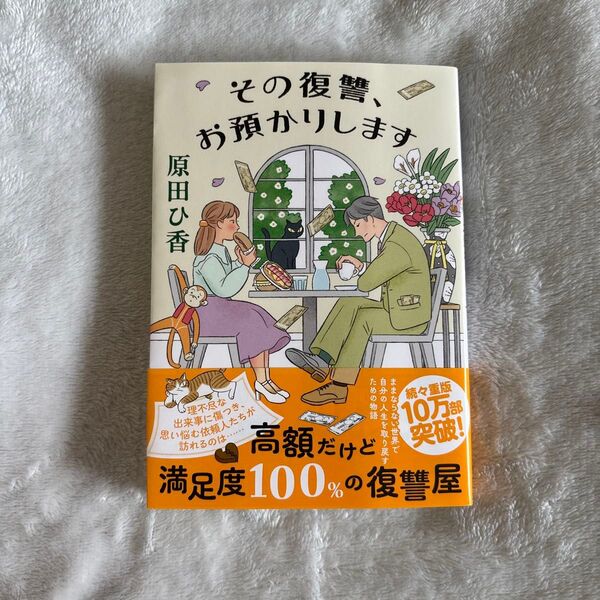 その復讐、
お預かりします
原田ひ香
理不尽な
出来事に傷つき
思い悩む依頼人たちが
訪れるのは……
ままならない世界で
自分の人生を取り戻す
ための物語
続々重版
10万部
突破!
高額だけど
満足度100%の復讐屋